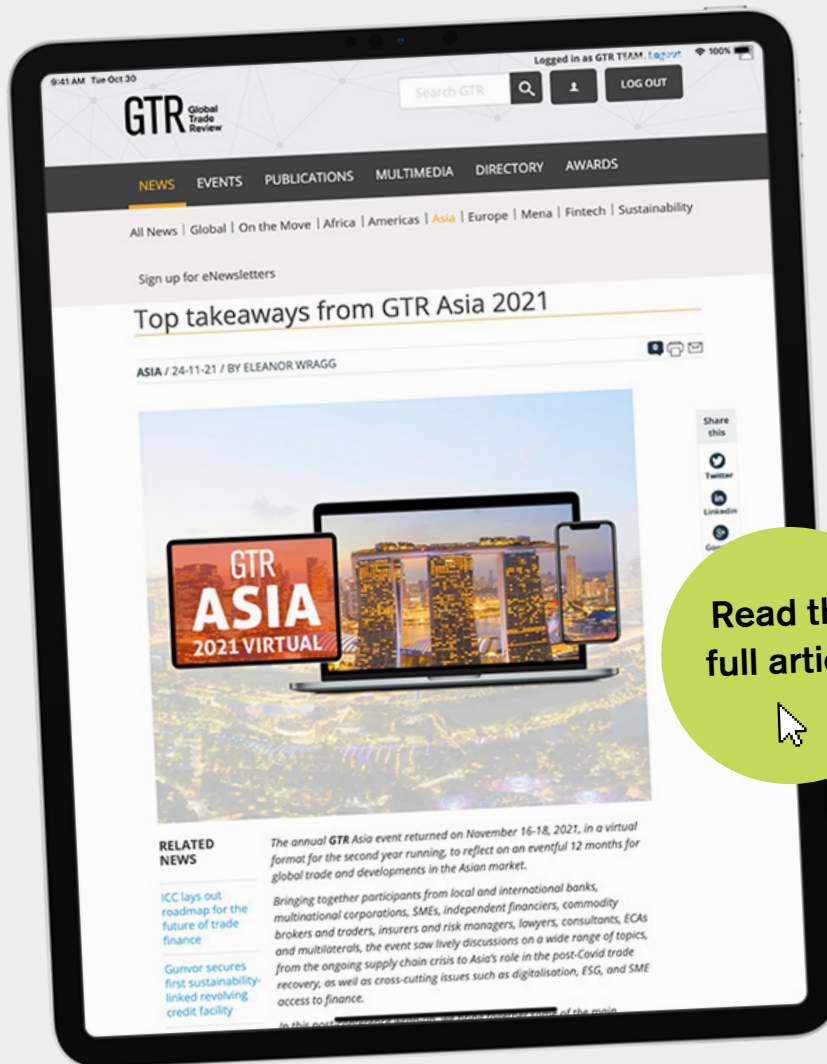 9:41 AM Tue Oct 30
100%
Logged in as GTR TEAM. Logout
GTR Global
Trade
Review
Search GTR
LOG OUT
NEWS EVENTS PUBLICATIONS MULTIMEDIA DIRECTORY AWARDS
All News | Global | On the Move | Africa | Americas | Asia | Europe | Mena | Fintech | Sustainability
Sign up for eNewsletters
Top takeaways from GTR Asia 2021
ASIA / 24-11-21 / BY ELEANOR WRAGG
0
Share
this
Twitter
Linkedin
GTR
ASIA
2021 VIRTUAL
Read
full
RELATED
NEWS
ICC lays out
roadmap for the
future of trade
finance
Gunvor secures
first sustainability-
linked revolving
credit facility
The annual GTR Asia event returned on November 16-18, 2021, in a virtual
format for the second year running, to reflect on an eventful 12 months for
global trade and developments in the Asian market.
Bringing together participants from local and international banks,
multinational corporations, SMEs, independent financiers, commodity
brokers and traders, insurers and risk managers, lawyers, consultants, ECAs
and multilaterals, the event saw lively discussions on a wide range of topics,
from the ongoing supply chain crisis to Asia's role in the post-Covid trade
recovery, as well as cross-cutting issues such as digitalisation, ESG, and SME
access to finance.
In this of the main